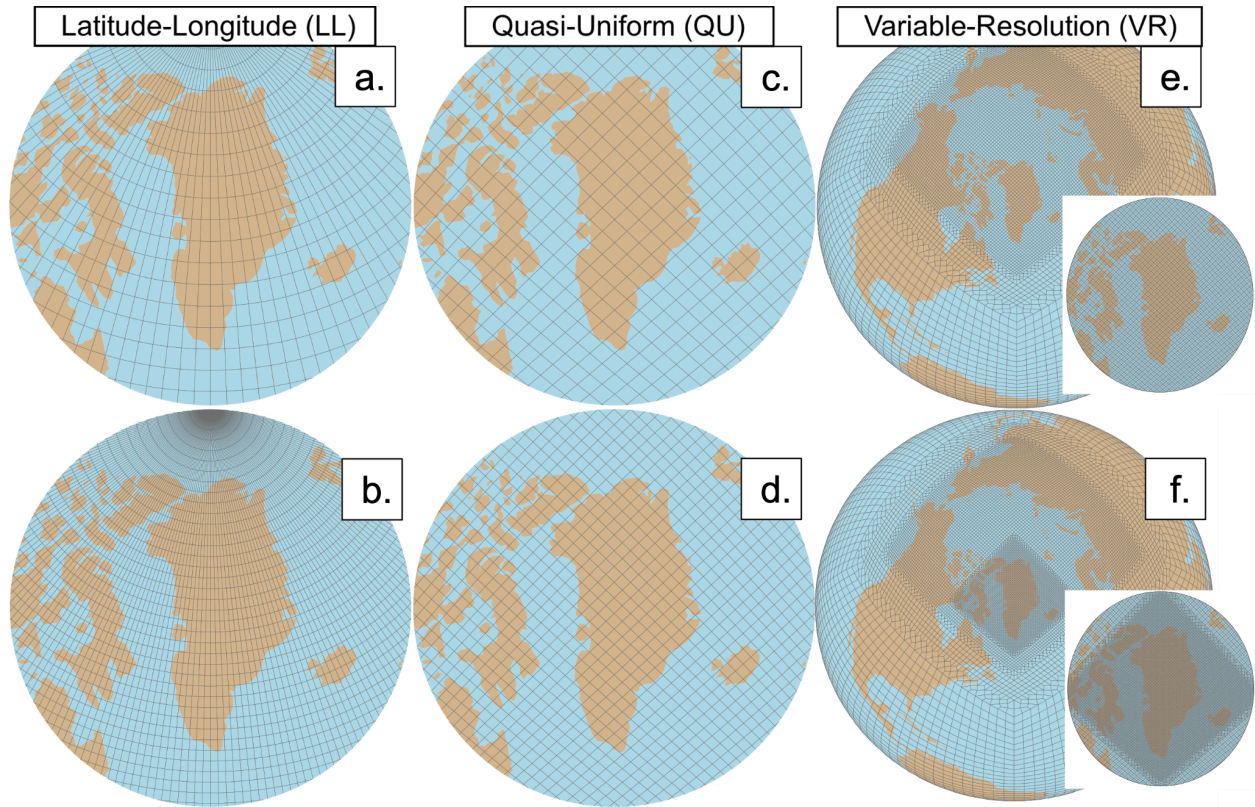 Latitude-Longitude (LL)
Quasi-Uniform (QU)
Variable-Resolution (VR)
a.
c.
e.
b.
d.
f.